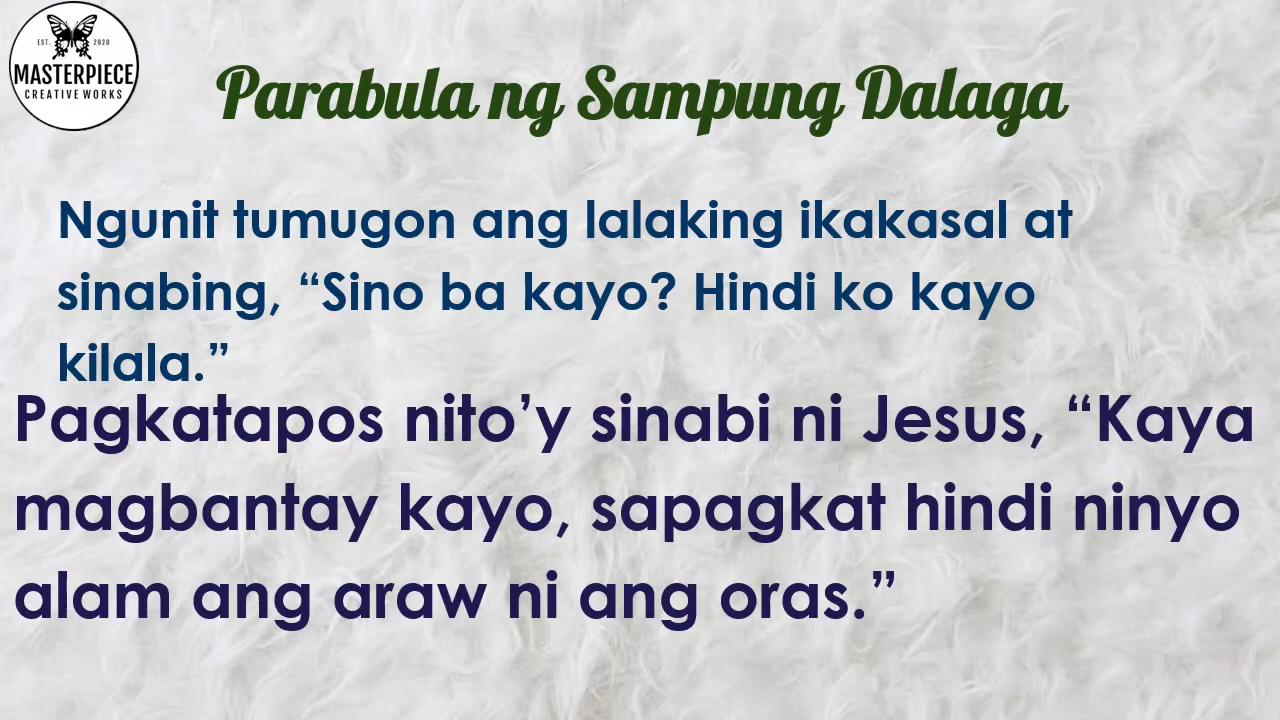 EST. 2020
MASTERPIECE
CREATIVE WORKS
Parabula ng Sampung Dalaga
Ngunit tumugon ang lalaking ikakasal at
sinabing, “Sino ba kayo? Hindi ko kayo
kilala.”
Pagkatapos nito’y sinabi ni Jesus, “Kaya
magbantay kayo, sapagkat hindi ninyo
alam ang araw ni ang oras.”